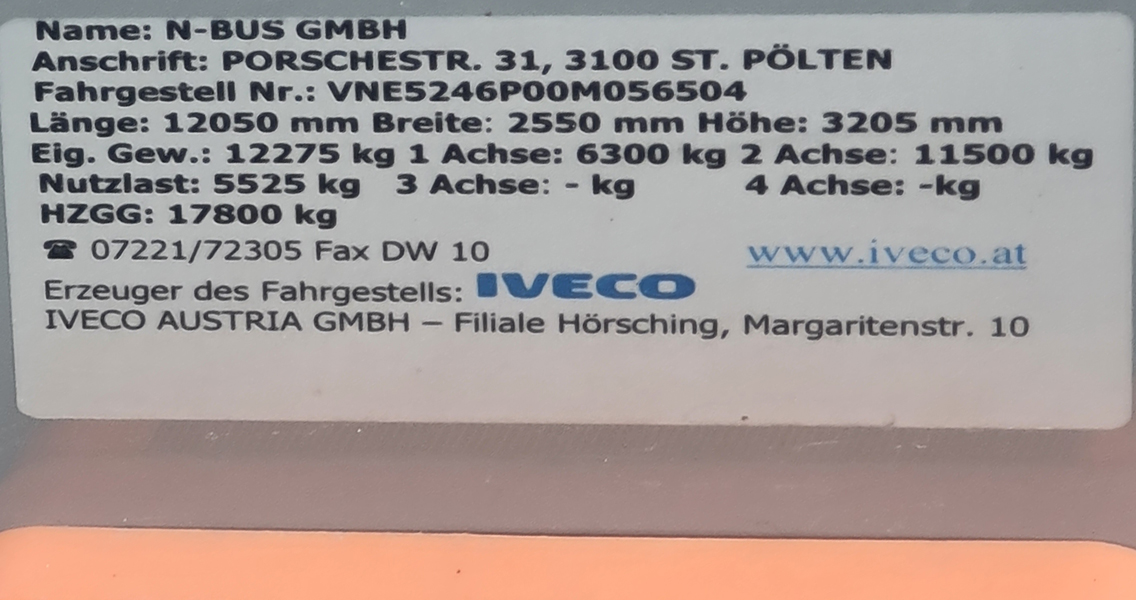 Name: N-BUS GMBH
Anschrift: PORSCHESTR. 31, 3100 ST. PÖLTEN
Fahrgestell Nr.: VNE5246P00M056504
Länge: 12050 mm Breite: 2550 mm Höhe: 3205 mm
Eig. Gew.: 12275 kg 1 Achse: 6300 kg 2 Achse: 11500 kg
Nutzlast: 5525 kg 3 Achse: - kg 4 Achse: -kg
HZGG: 17800 kg
☎ 07221/72305 Fax DW 10 www.iveco.at
Erzeuger des Fahrgestells: IVECO
IVECO AUSTRIA GMBH – Filiale Hörsching, Margaritenstr. 10